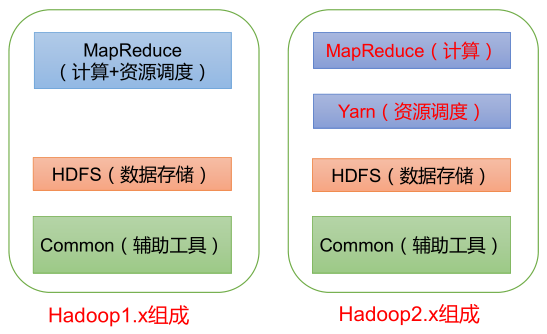 MapReduce
（计算+资源调度）
HDFS（数据存储）
Common（辅助工具）
Hadoop1.x组成
MapReduce（计算）
Yarn（资源调度）
HDFS（数据存储）
Common（辅助工具）
Hadoop2.x组成